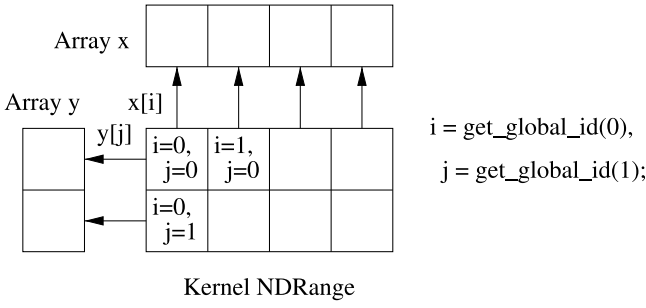 Array x
Array y
x[i]
y[j]
i=0,
j=0
i=1,
j=0
i=0,
j=1
i = get_global_id(0),
j = get_global_id(1);
Kernel NDRange